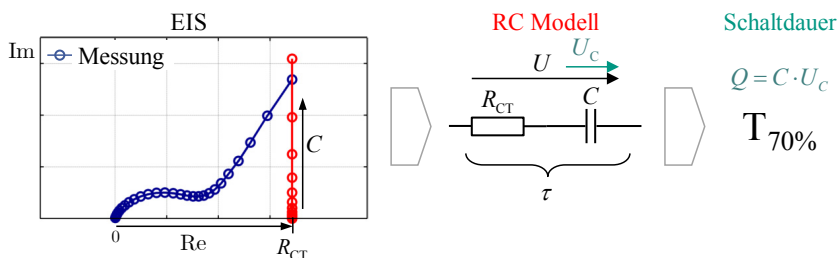 EIS
Im
Messung
C
0
Re
R_CT
RC Modell
U_C
U
R_CT
C
τ
Schaltdauer
Q = C · U_C
T_70%